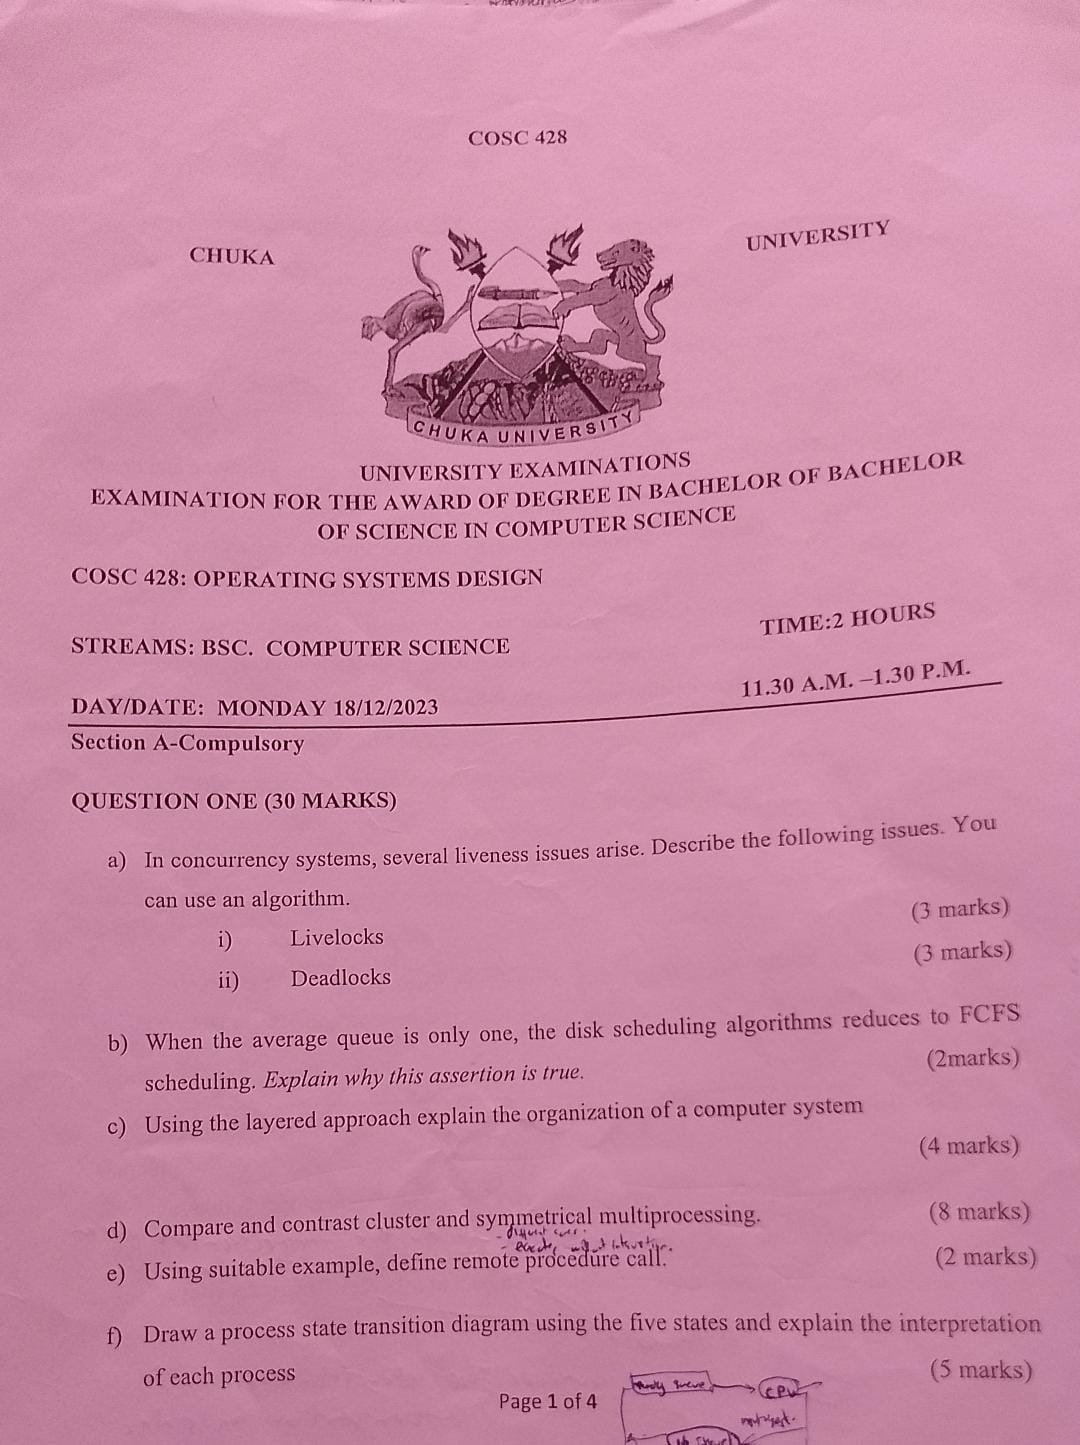 COSC 428
CHUKA UNIVERSITY
CHUKA UNIVERSITY
UNIVERSITY EXAMINATIONS
EXAMINATION FOR THE AWARD OF DEGREE IN BACHELOR OF BACHELOR
OF SCIENCE IN COMPUTER SCIENCE
COSC 428: OPERATING SYSTEMS DESIGN
STREAMS: BSC. COMPUTER SCIENCE TIME:2 HOURS
DAY/DATE: MONDAY 18/12/2023 11.30 A.M. –1.30 P.M.
Section A-Compulsory
QUESTION ONE (30 MARKS)
a) In concurrency systems, several liveness issues arise. Describe the following issues. You
can use an algorithm.
i) Livelocks (3 marks)
ii) Deadlocks (3 marks)
b) When the average queue is only one, the disk scheduling algorithms reduces to FCFS
scheduling. Explain why this assertion is true. (2marks)
c) Using the layered approach explain the organization of a computer system
(4 marks)
d) Compare and contrast cluster and symmetrical multiprocessing. (8 marks)
e) Using suitable example, define remote procedure call. (2 marks)
f) Draw a process state transition diagram using the five states and explain the interpretation
of each process (5 marks)
Page 1 of 4
CPU